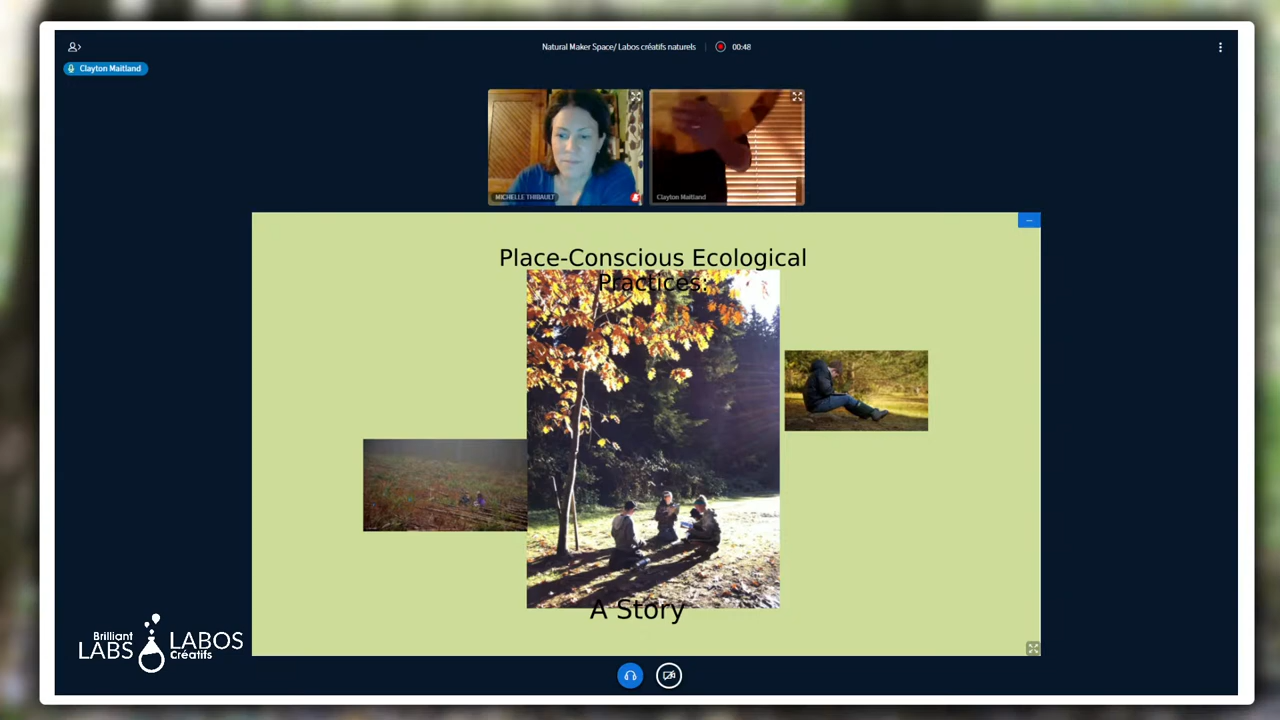 Natural Maker Space/ Labos créatifs naturels
00:48
Clayton Maitland
MICHELLE THIBAULT
Clayton Maitland
Place-Conscious Ecological
Practices:
A Story
Brilliant
LABS
LABOS
Créatifs